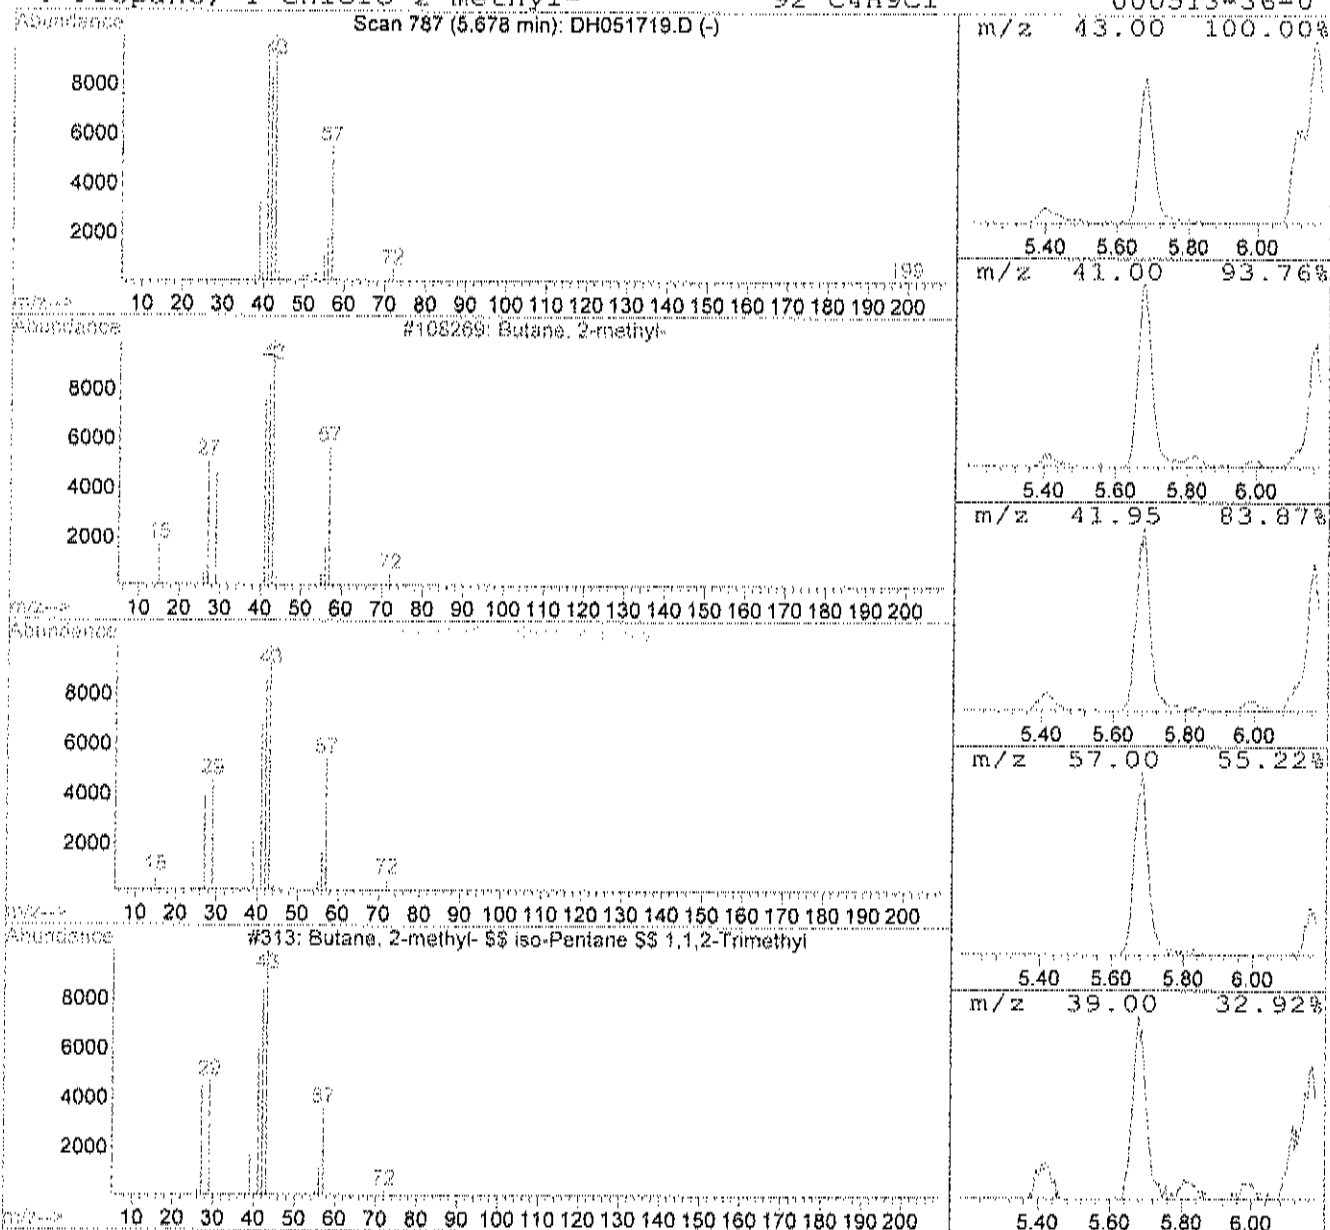 Propane, 1-chloro-2-methyl- 92 C4H9Cl 000513-36-0
Abundance Scan 787 (5.678 min): DH051719.D (-)
43
8000
6000 57
4000
2000 72
199
10 20 30 40 50 60 70 80 90 100 110 120 130 140 150 160 170 180 190 200
m/z-->
Abundance #108269: Butane, 2-methyl-
43
8000
6000 57
27
4000
2000 15
72
10 20 30 40 50 60 70 80 90 100 110 120 130 140 150 160 170 180 190 200
m/z-->
Abundance
43
8000
6000 57
29
4000
2000
15 72
10 20 30 40 50 60 70 80 90 100 110 120 130 140 150 160 170 180 190 200
m/z-->
Abundance #313: Butane, 2-methyl- $$ iso-Pentane $$ 1,1,2-Trimethyl
43
8000
6000
29
4000 57
2000
72
10 20 30 40 50 60 70 80 90 100 110 120 130 140 150 160 170 180 190 200
m/z-->
m/z 43.00 100.00%
5.40 5.60 5.80 6.00
m/z 41.00 93.76%
5.40 5.60 5.80 6.00
m/z 41.95 83.87%
5.40 5.60 5.80 6.00
m/z 57.00 55.22%
5.40 5.60 5.80 6.00
m/z 39.00 32.92%
5.40 5.60 5.80 6.00